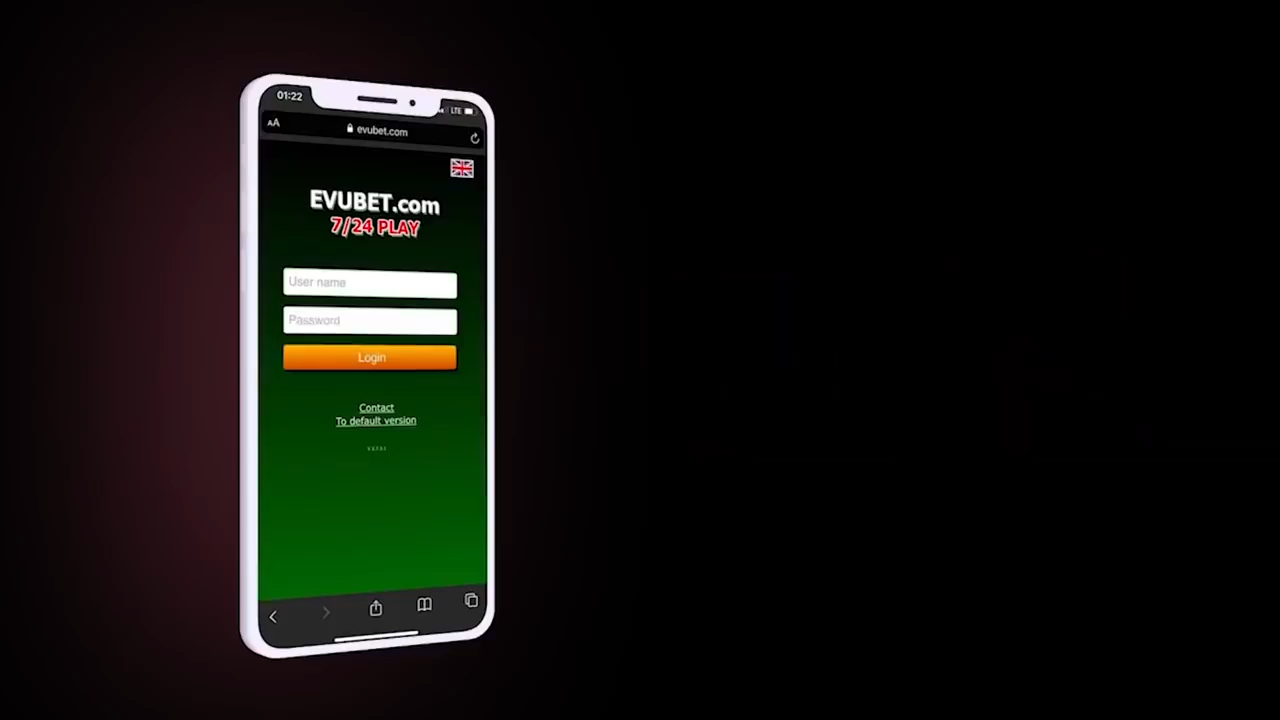 01:22
LTE
AA
evubet.com
EVUBET.com
7/24 PLAY
User name
Password
Login
Contact
To default version